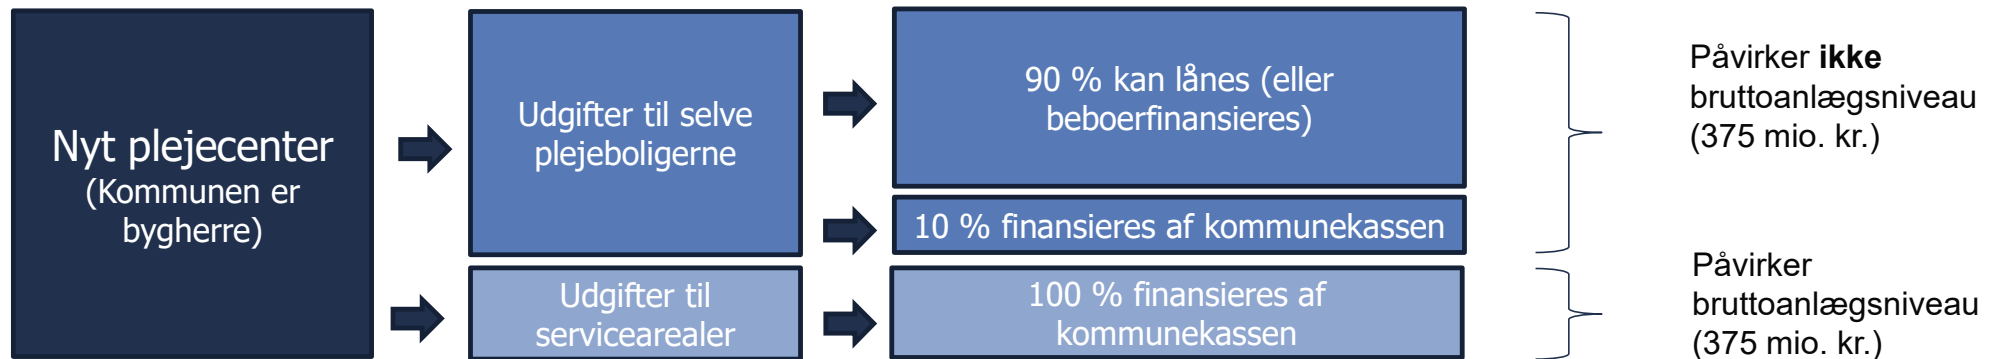 Nyt plejecenter
(Kommunen er
bygherre)
Udgifter til selve
plejeboligerne
90 % kan lånes (eller
beboerfinansieres)
10 % finansieres af kommunekassen
Påvirker ikke
bruttoanlægsniveau
(375 mio. kr.)
Udgifter til
servicearealer
100 % finansieres af
kommunekassen
Påvirker
bruttoanlægsniveau
(375 mio. kr.)